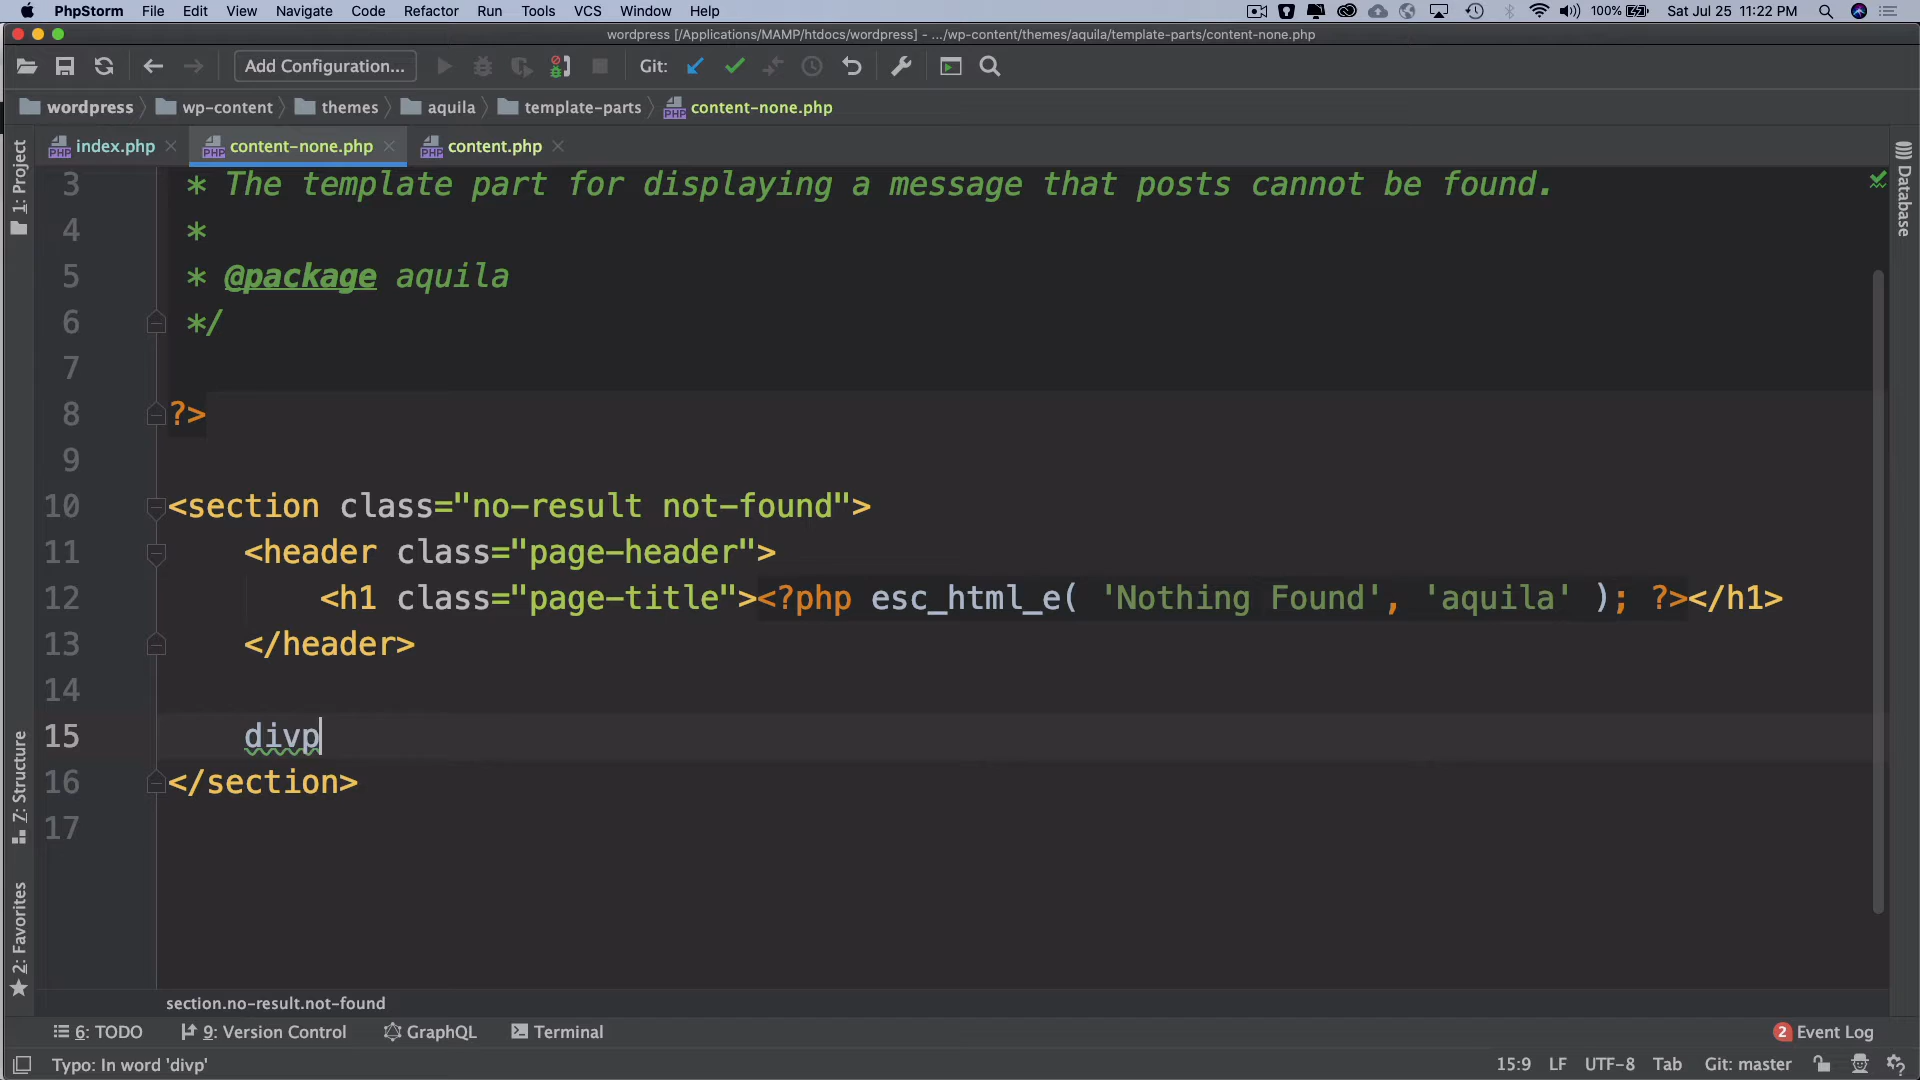 PhpStorm File Edit View Navigate Code Refactor Run Tools VCS Window Help 100% Sat Jul 25 11:22 PM
wordpress [/Applications/MAMP/htdocs/wordpress] - .../wp-content/themes/aquila/template-parts/content-none.php
Add Configuration... Git:
wordpress wp-content themes aquila template-parts content-none.php
index.php content-none.php content.php
1: Project
Database
3 * The template part for displaying a message that posts cannot be found.
4 *
5 * @package aquila
6 */
7
8 ?>
9
10 <section class="no-result not-found">
11 <header class="page-header">
12 <h1 class="page-title"><?php esc_html_e( 'Nothing Found', 'aquila' ); ?></h1>
13 </header>
14
15 divp
16 </section>
17
7: Structure
2: Favorites
section.no-result.not-found
6: TODO 9: Version Control GraphQL Terminal 2 Event Log
Typo: In word 'divp' 15:9 LF UTF-8 Tab Git: master